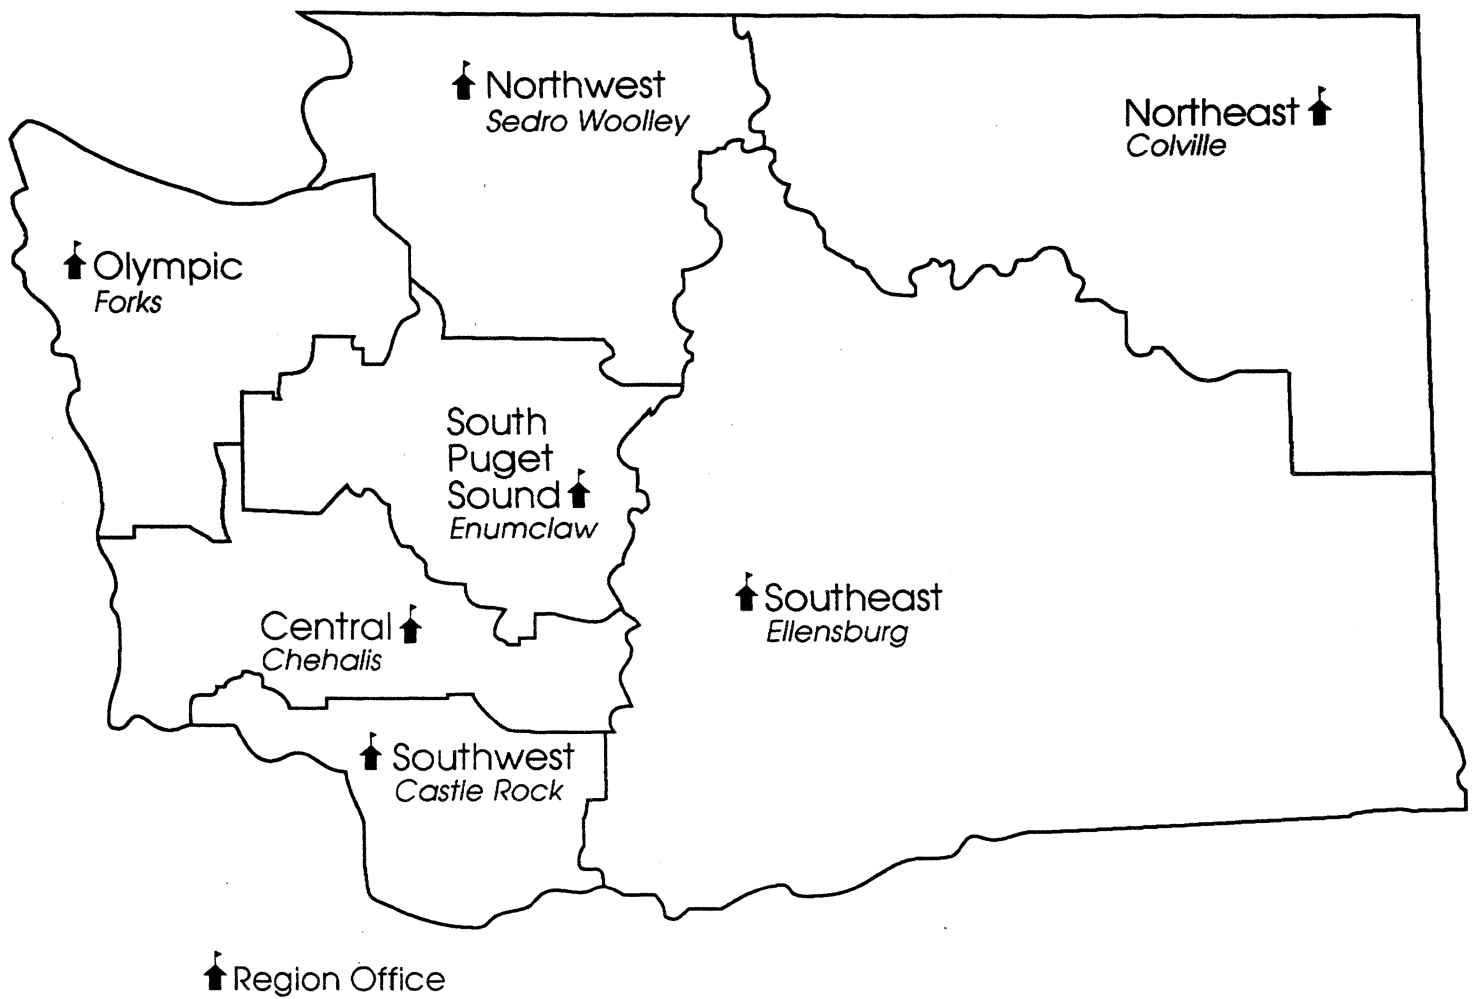 Northwest
Sedro Woolley
Northeast
Colville
Olympic
Forks
South
Puget
Sound
Enumclaw
Southeast
Ellensburg
Central
Chehalis
Southwest
Castle Rock
Region Office